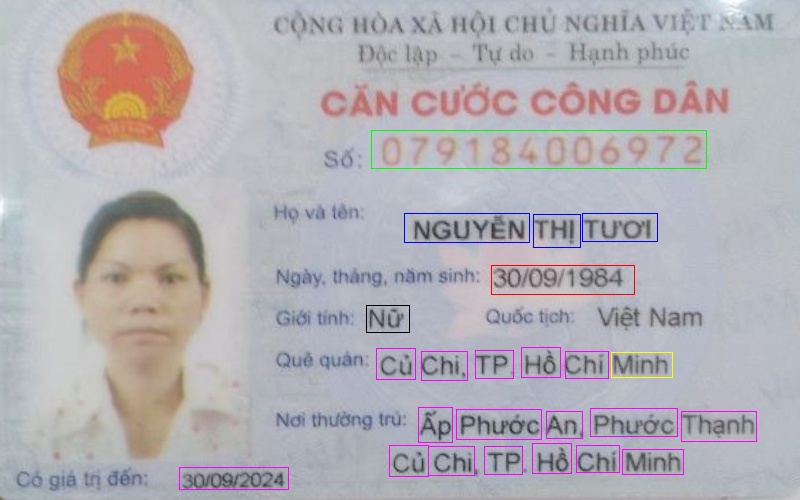 CỘNG HÒA XÃ HỘI CHỦ NGHĨA VIỆT NAM
Độc lập - Tự do - Hạnh phúc
CĂN CƯỚC CÔNG DÂN
Số: 079184006972
Họ và tên: NGUYỄN THỊ TƯƠI
Ngày, tháng, năm sinh: 30/09/1984
Giới tính: Nữ Quốc tịch: Việt Nam
Quê quán: Củ Chi, TP. Hồ Chí Minh
Nơi thường trú: Ấp Phước An, Phước Thạnh
Củ Chi, TP. Hồ Chí Minh
Có giá trị đến: 30/09/2024